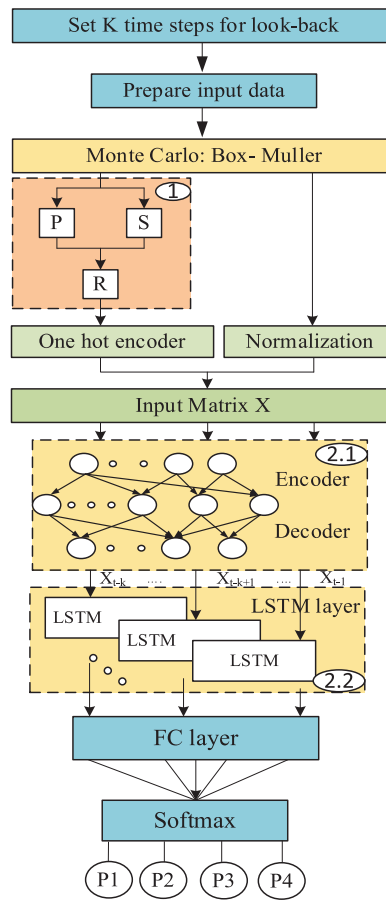 Set K time steps for look-back
Prepare input data
Monte Carlo: Box- Muller
1
P
S
R
One hot encoder
Normalization
Input Matrix X
2.1
Encoder
Decoder
Xt-k .... Xt-k+1 .... Xt-1
LSTM layer
LSTM
LSTM
LSTM
2.2
FC layer
Softmax
P1 P2 P3 P4